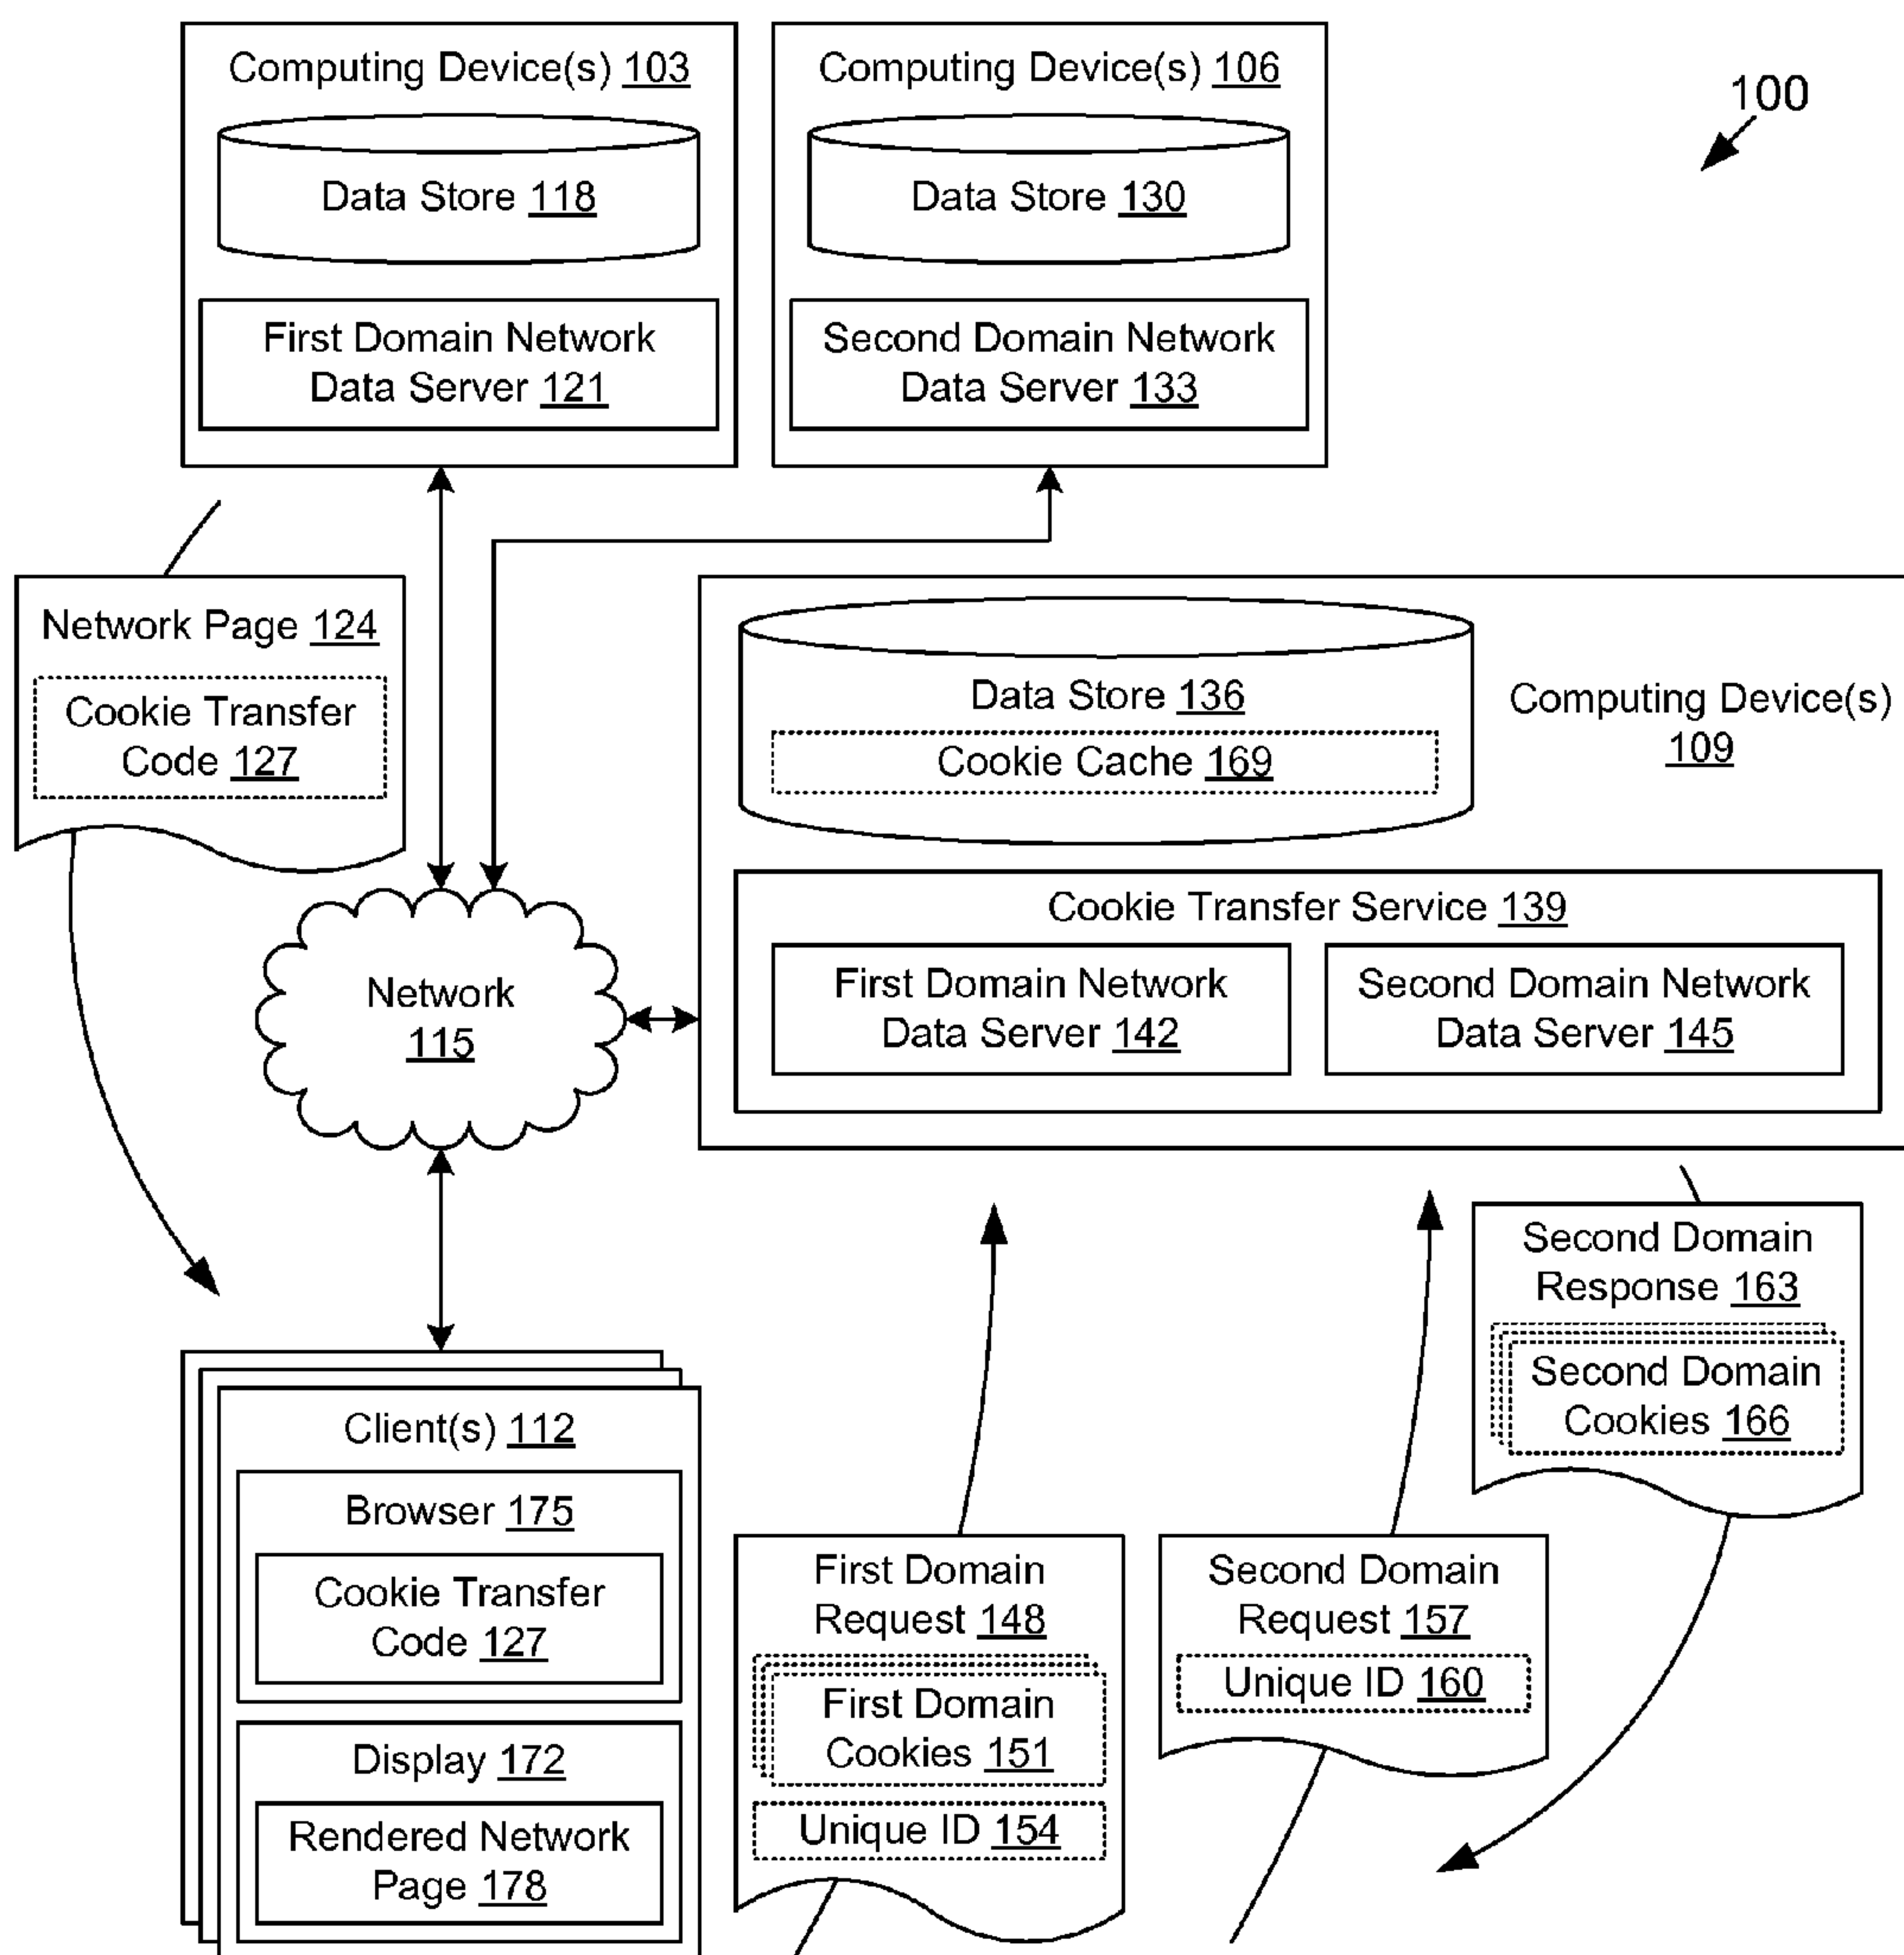 Computing Device(s) 103
Data Store 118
First Domain Network
Data Server 121
Computing Device(s) 106
Data Store 130
Second Domain Network
Data Server 133
100
Network Page 124
Cookie Transfer
Code 127
Data Store 136
Cookie Cache 169
Computing Device(s)
109
Cookie Transfer Service 139
First Domain Network
Data Server 142
Second Domain Network
Data Server 145
Network
115
Second Domain
Response 163
Second Domain
Cookies 166
Client(s) 112
Browser 175
Cookie Transfer
Code 127
Display 172
Rendered Network
Page 178
First Domain
Request 148
First Domain
Cookies 151
Unique ID 154
Second Domain
Request 157
Unique ID 160